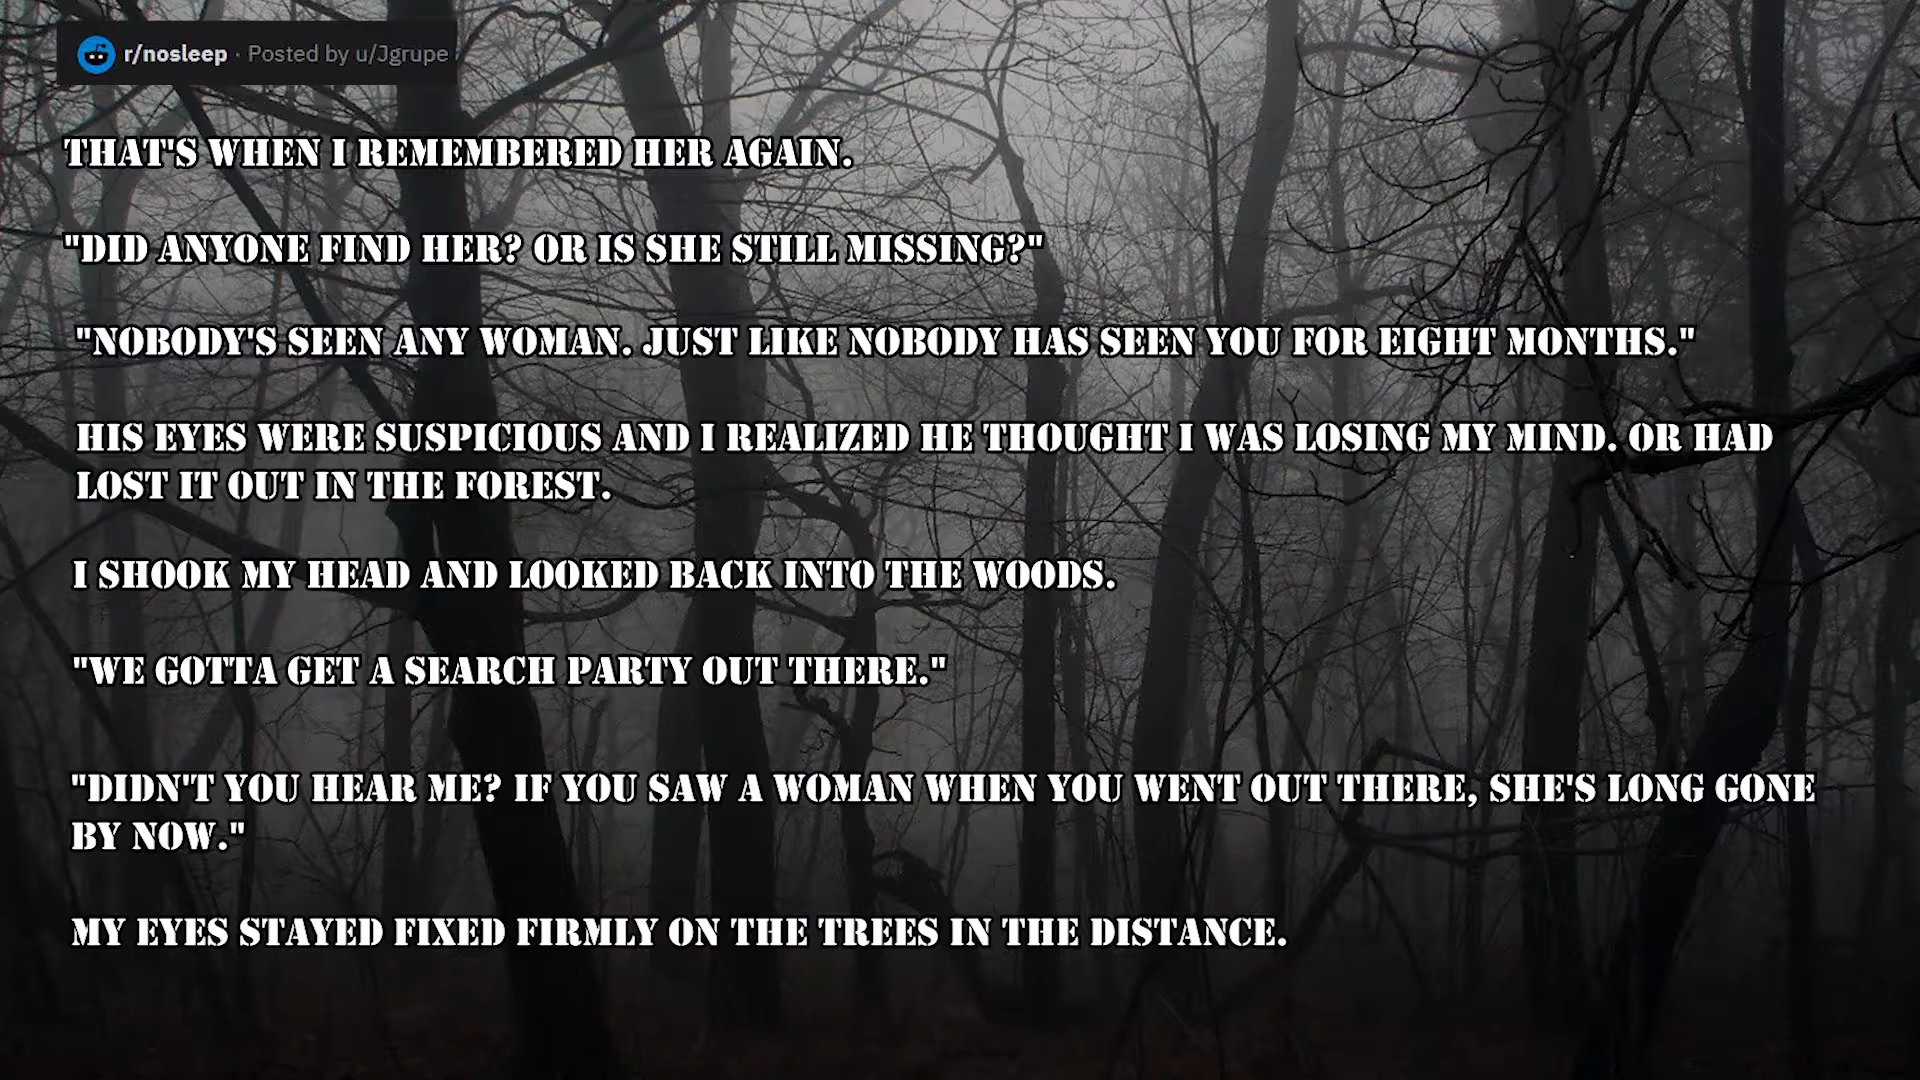 r/nosleep · Posted by u/Jgrupe
THAT'S WHEN I REMEMBERED HER AGAIN.
"DID ANYONE FIND HER? OR IS SHE STILL MISSING?"
"NOBODY'S SEEN ANY WOMAN. JUST LIKE NOBODY HAS SEEN YOU FOR EIGHT MONTHS."
HIS EYES WERE SUSPICIOUS AND I REALIZED HE THOUGHT I WAS LOSING MY MIND. OR HAD
LOST IT OUT IN THE FOREST.
I SHOOK MY HEAD AND LOOKED BACK INTO THE WOODS.
"WE GOTTA GET A SEARCH PARTY OUT THERE."
"DIDN'T YOU HEAR ME? IF YOU SAW A WOMAN WHEN YOU WENT OUT THERE, SHE'S LONG GONE
BY NOW."
MY EYES STAYED FIXED FIRMLY ON THE TREES IN THE DISTANCE.